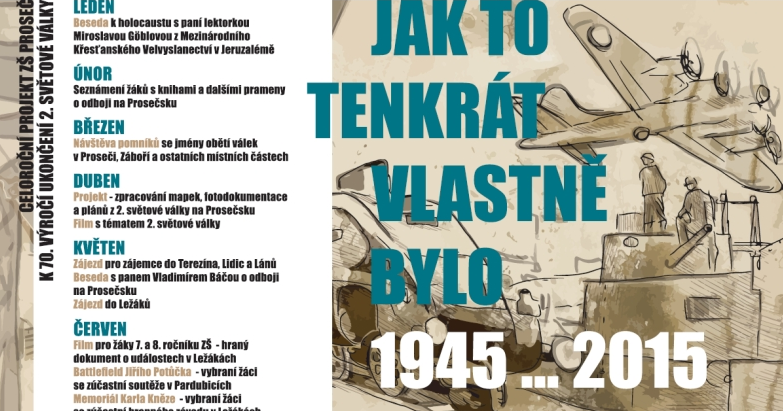 CELOROČNÍ PROJEKT ZŠ PROSEČ
K 70. VÝROČÍ UKONČENÍ 2. SVĚTOVÉ VÁLKY
LEDEN
Beseda k holocaustu s paní lektorkou
Miroslavou Göblovou z Mezinárodního
Křesťanského Velvyslanectví v Jeruzalémě
ÚNOR
Seznámení žáků s knihami a dalšími prameny
o odboji na Prosečsku
BŘEZEN
Návštěva pomníků se jmény obětí válek
v Proseči, Záboří a ostatních místních částech
DUBEN
Projekt - zpracování mapek, fotodokumentace
a plánů z 2. světové války na Prosečsku
Film s tématem 2. světové války
KVĚTEN
Zájezd pro zájemce do Terezína, Lidic a Lánů
Beseda s panem Vladimírem Báčou o odboji
na Prosečsku
Zájezd do Ležáků
ČERVEN
Film pro žáky 7. a 8. ročníku ZŠ - hraný
dokument o událostech v Ležákách
Battlefield Jiřího Potůčka - vybraní žáci
se zúčastní soutěže v Pardubicích
Memoriál Karla Kněze - vybraní žáci
se zúčastní branného závodu v Ležákách
JAK TO
TENKRÁT
VLASTNĚ
BYLO
1945 ... 2015